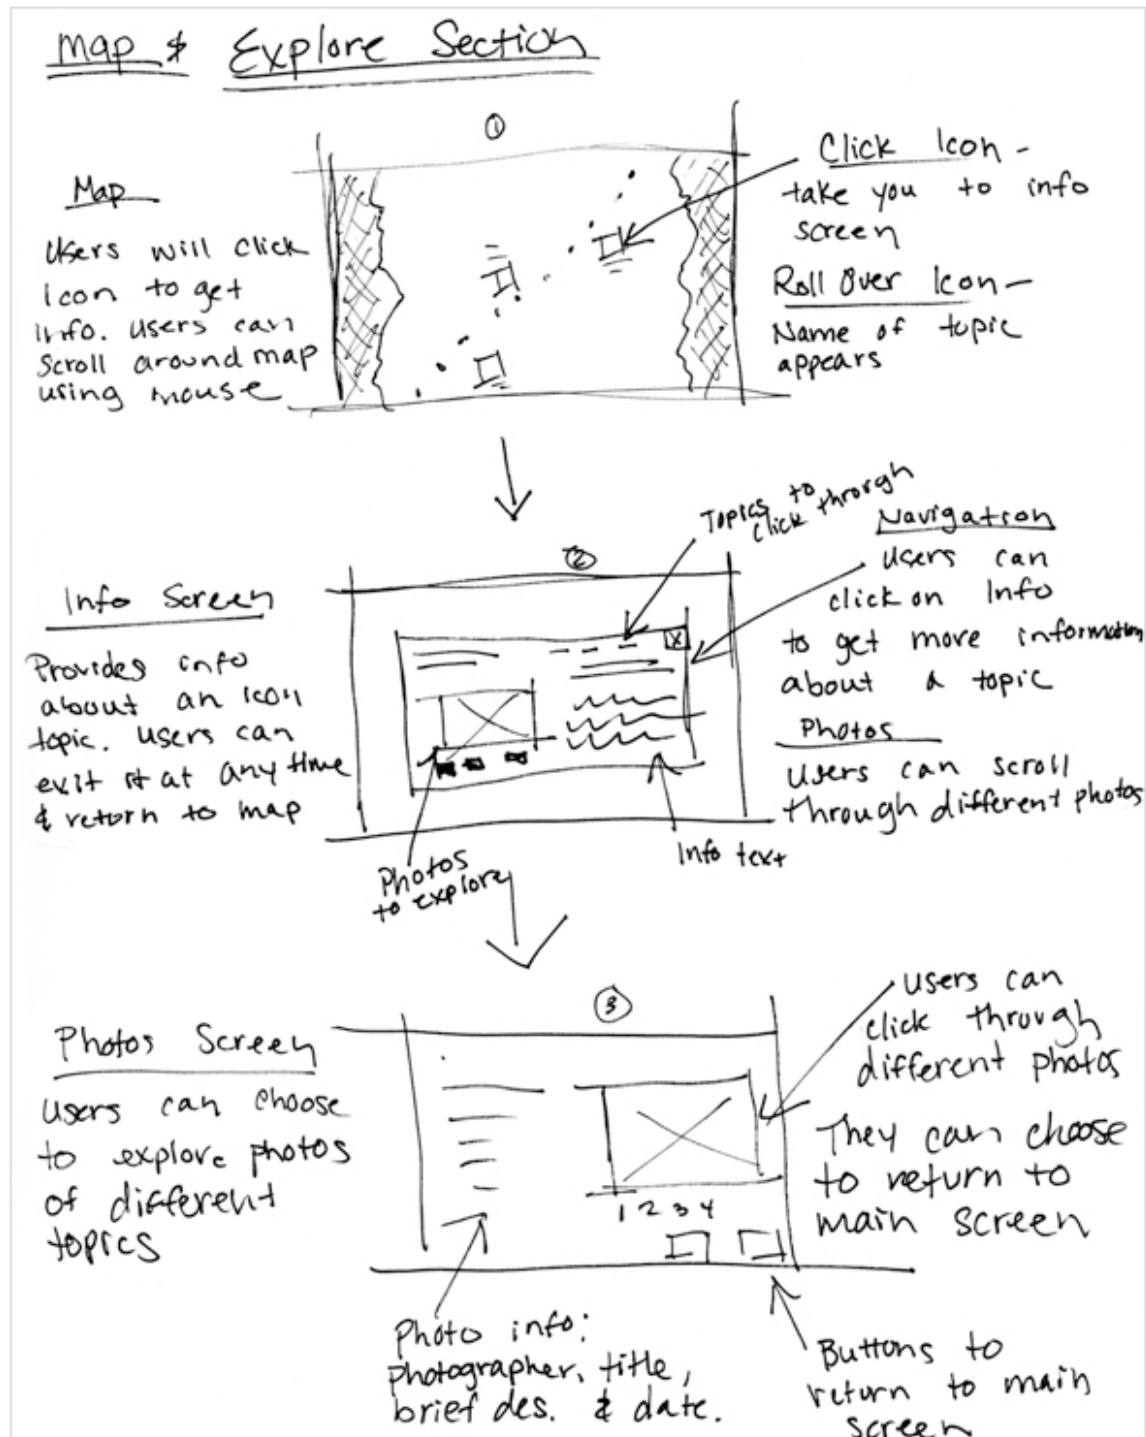 Map & Explore Section
①
Map
Users will click
Icon to get
Info. Users can
Scroll around map
using mouse
Click Icon -
take you to info
screen
Roll Over Icon -
Name of topic
appears
②
Topics to
click through
Info Screen
Provides info
about an icon
topic. Users can
exit it at any time
& return to map
X
Navigation
Users can
click on Info
to get more information
about a topic
Photos
Users can scroll
through different photos
Photos
to explore
Info text
③
Photos Screen
Users can choose
to explore photos
of different
topics
1 2 3 4
Users can
click through
different photos
They can choose
to return to
main screen
Photo info:
Photographer, title,
brief des. & date.
Buttons to
return to main
screen